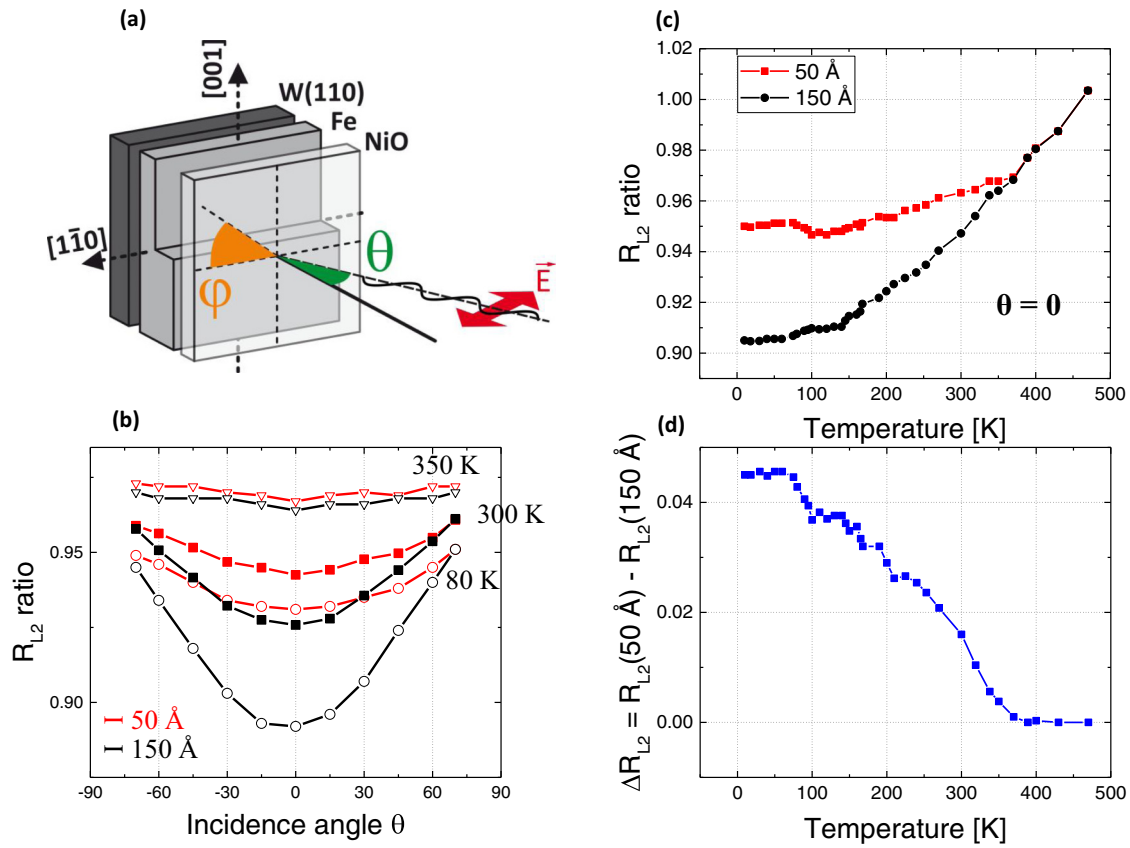 (a)
[001]
W(110)
Fe
NiO
[11̅0]
φ
θ
E⃗
(b)
350 K
300 K
80 K
0.95
0.90
R_L2 ratio
50 Å
150 Å
-90 -60 -30 0 30 60 90
Incidence angle θ
(c)
1.02
1.00
0.98
0.96
0.94
0.92
0.90
R_L2 ratio
50 Å
150 Å
θ = 0
0 100 200 300 400 500
Temperature [K]
(d)
0.04
0.02
0.00
ΔR_L2 = R_L2(50 Å) - R_L2(150 Å)
0 100 200 300 400 500
Temperature [K]